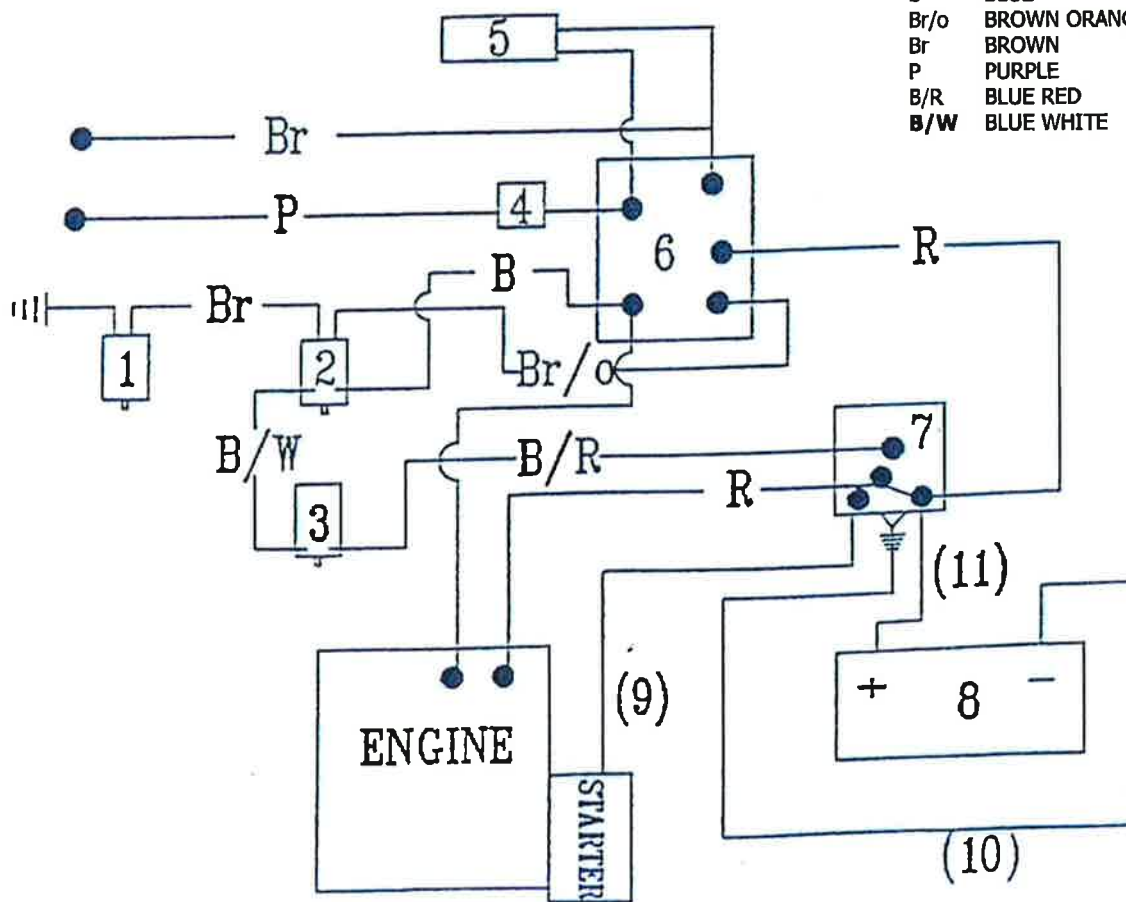 Br/o BROWN ORANG
Br BROWN
P PURPLE
B/R BLUE RED
B/W BLUE WHITE
5
Br
P
4
6
R
B
Br
1
2
Br/o
B/W
B/R
7
R
3
(11)
(9)
+ 8 -
ENGINE
STARTER
(10)